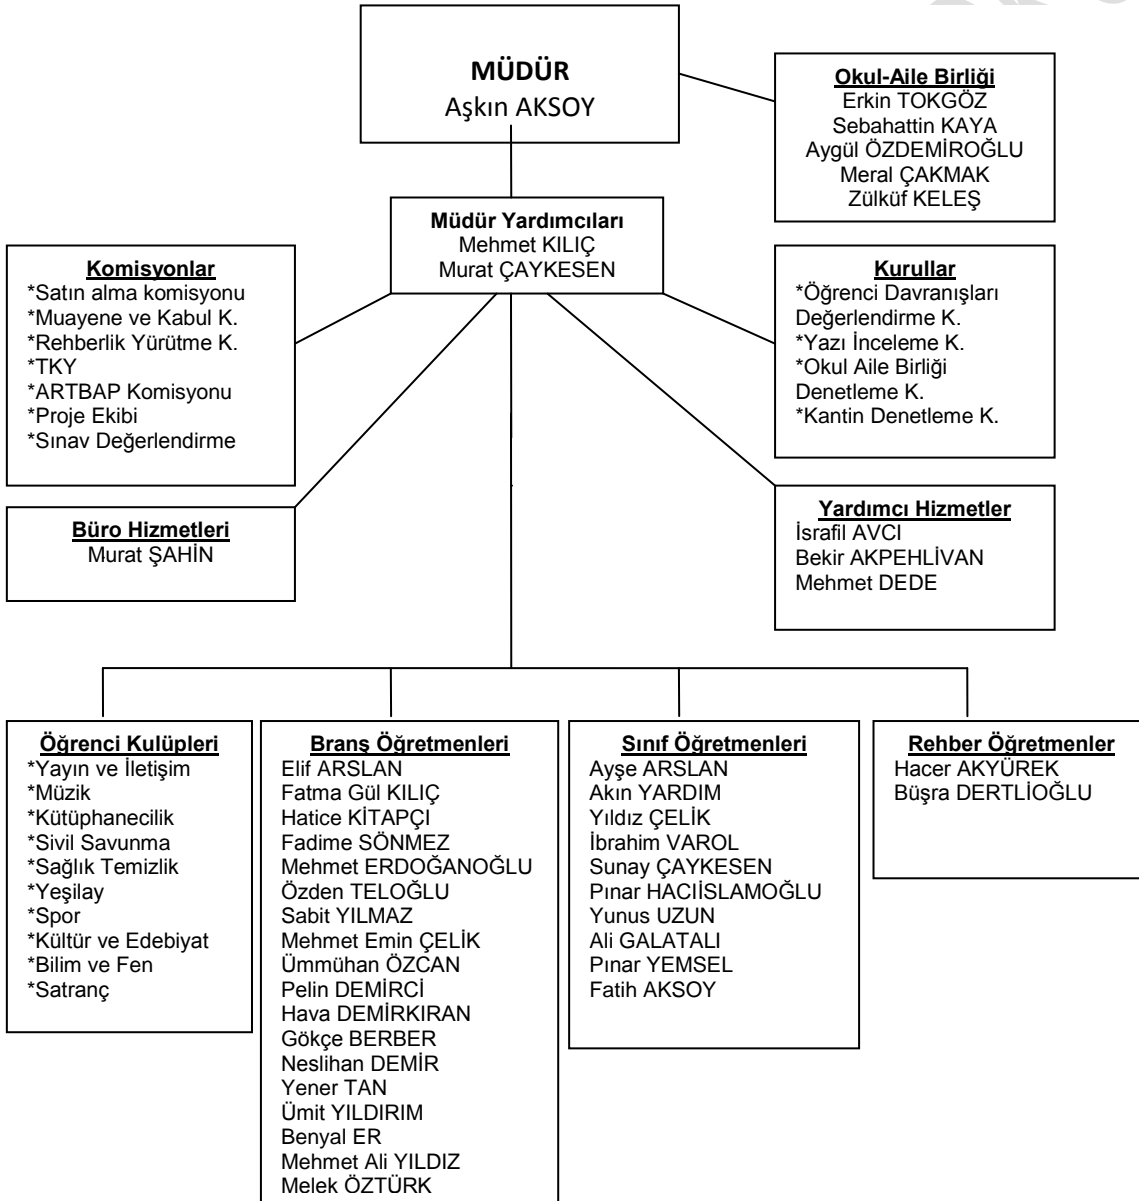 MÜDÜR
Aşkın AKSOY
Okul-Aile Birliği
Erkin TOKGÖZ
Sebahattin KAYA
Aygül ÖZDEMİROĞLU
Meral ÇAKMAK
Zülküf KELEŞ
Müdür Yardımcıları
Mehmet KILIÇ
Murat ÇAYKESEN
Komisyonlar
*Satın alma komisyonu
*Muayene ve Kabul K.
*Rehberlik Yürütme K.
*TKY
*ARTBAP Komisyonu
*Proje Ekibi
*Sınav Değerlendirme
Kurullar
*Öğrenci Davranışları
Değerlendirme K.
*Yazı İnceleme K.
*Okul Aile Birliği
Denetleme K.
*Kantin Denetleme K.
Büro Hizmetleri
Murat ŞAHİN
Yardımcı Hizmetler
İsrafil AVCI
Bekir AKPEHLİVAN
Mehmet DEDE
Öğrenci Kulüpleri
*Yayın ve İletişim
*Müzik
*Kütüphanecilik
*Sivil Savunma
*Sağlık Temizlik
*Yeşilay
*Spor
*Kültür ve Edebiyat
*Bilim ve Fen
*Satranç
Branş Öğretmenleri
Elif ARSLAN
Fatma Gül KILIÇ
Hatice KİTAPÇI
Fadime SÖNMEZ
Mehmet ERDOĞANOĞLU
Özden TELOĞLU
Sabit YILMAZ
Mehmet Emin ÇELİK
Ümmühan ÖZCAN
Pelin DEMİRCİ
Hava DEMİRKIRAN
Gökçe BERBER
Neslihan DEMİR
Yener TAN
Ümit YILDIRIM
Benyal ER
Mehmet Ali YILDIZ
Melek ÖZTÜRK
Sınıf Öğretmenleri
Ayşe ARSLAN
Akın YARDIM
Yıldız ÇELİK
İbrahim VAROL
Sunay ÇAYKESEN
Pınar HACIİSLAMOĞLU
Yunus UZUN
Ali GALATALI
Pınar YEMSEL
Fatih AKSOY
Rehber Öğretmenler
Hacer AKYÜREK
Büşra DERTLİOĞLU